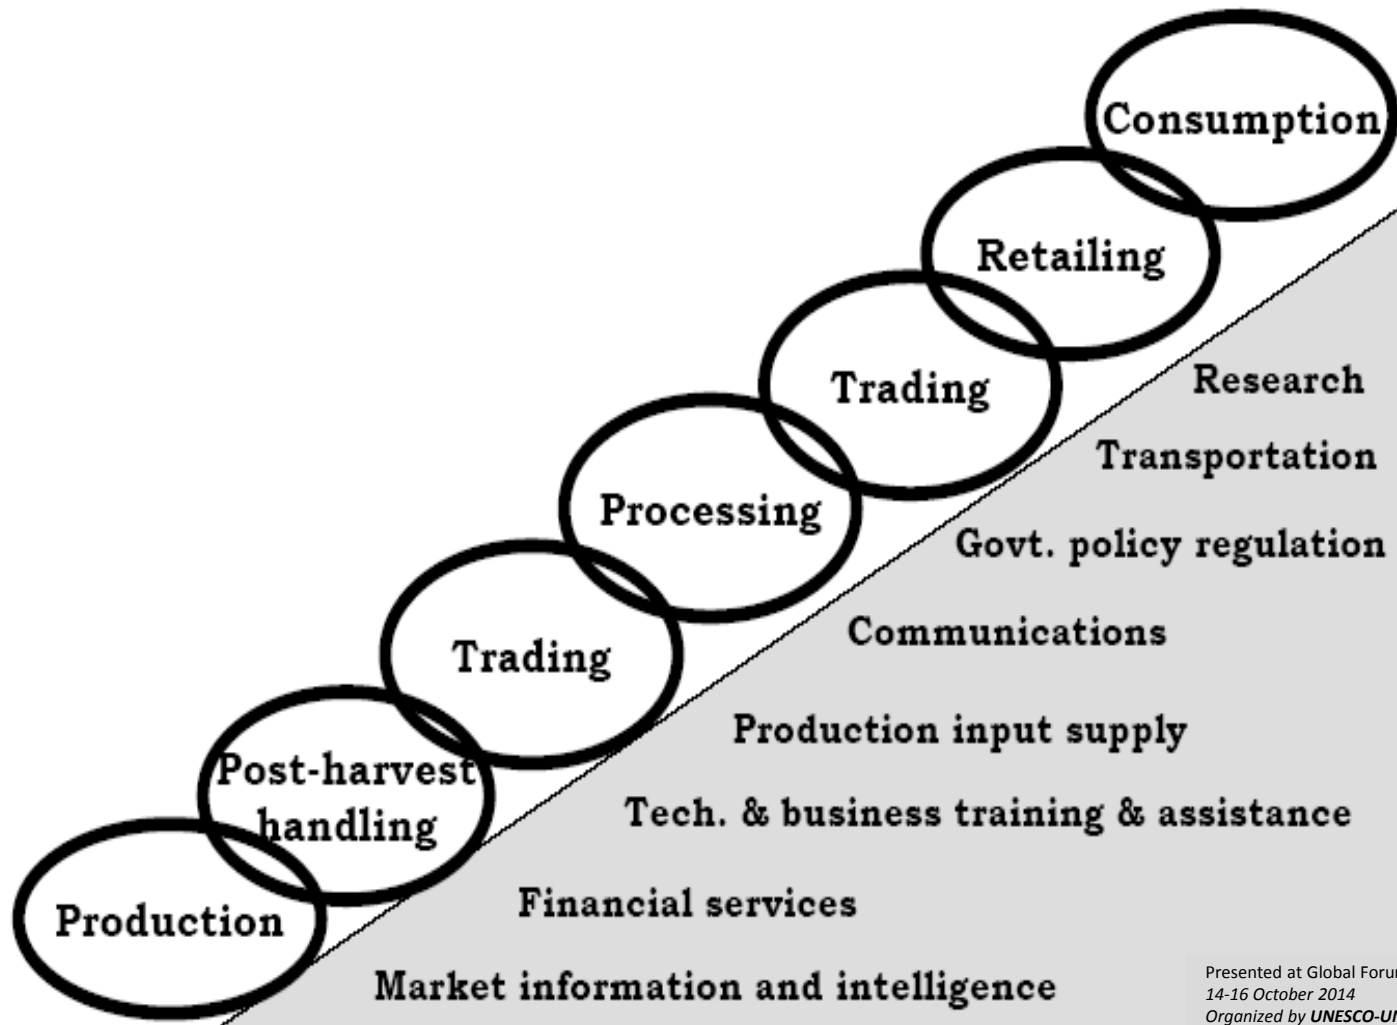 Consumption
Retailing
Trading
Processing
Trading
Post-harvest
handling
Production
Research
Transportation
Govt. policy regulation
Communications
Production input supply
Tech. & business training & assistance
Financial services
Market information and intelligence
Presented at Global
14-16 October 2014
Organized by